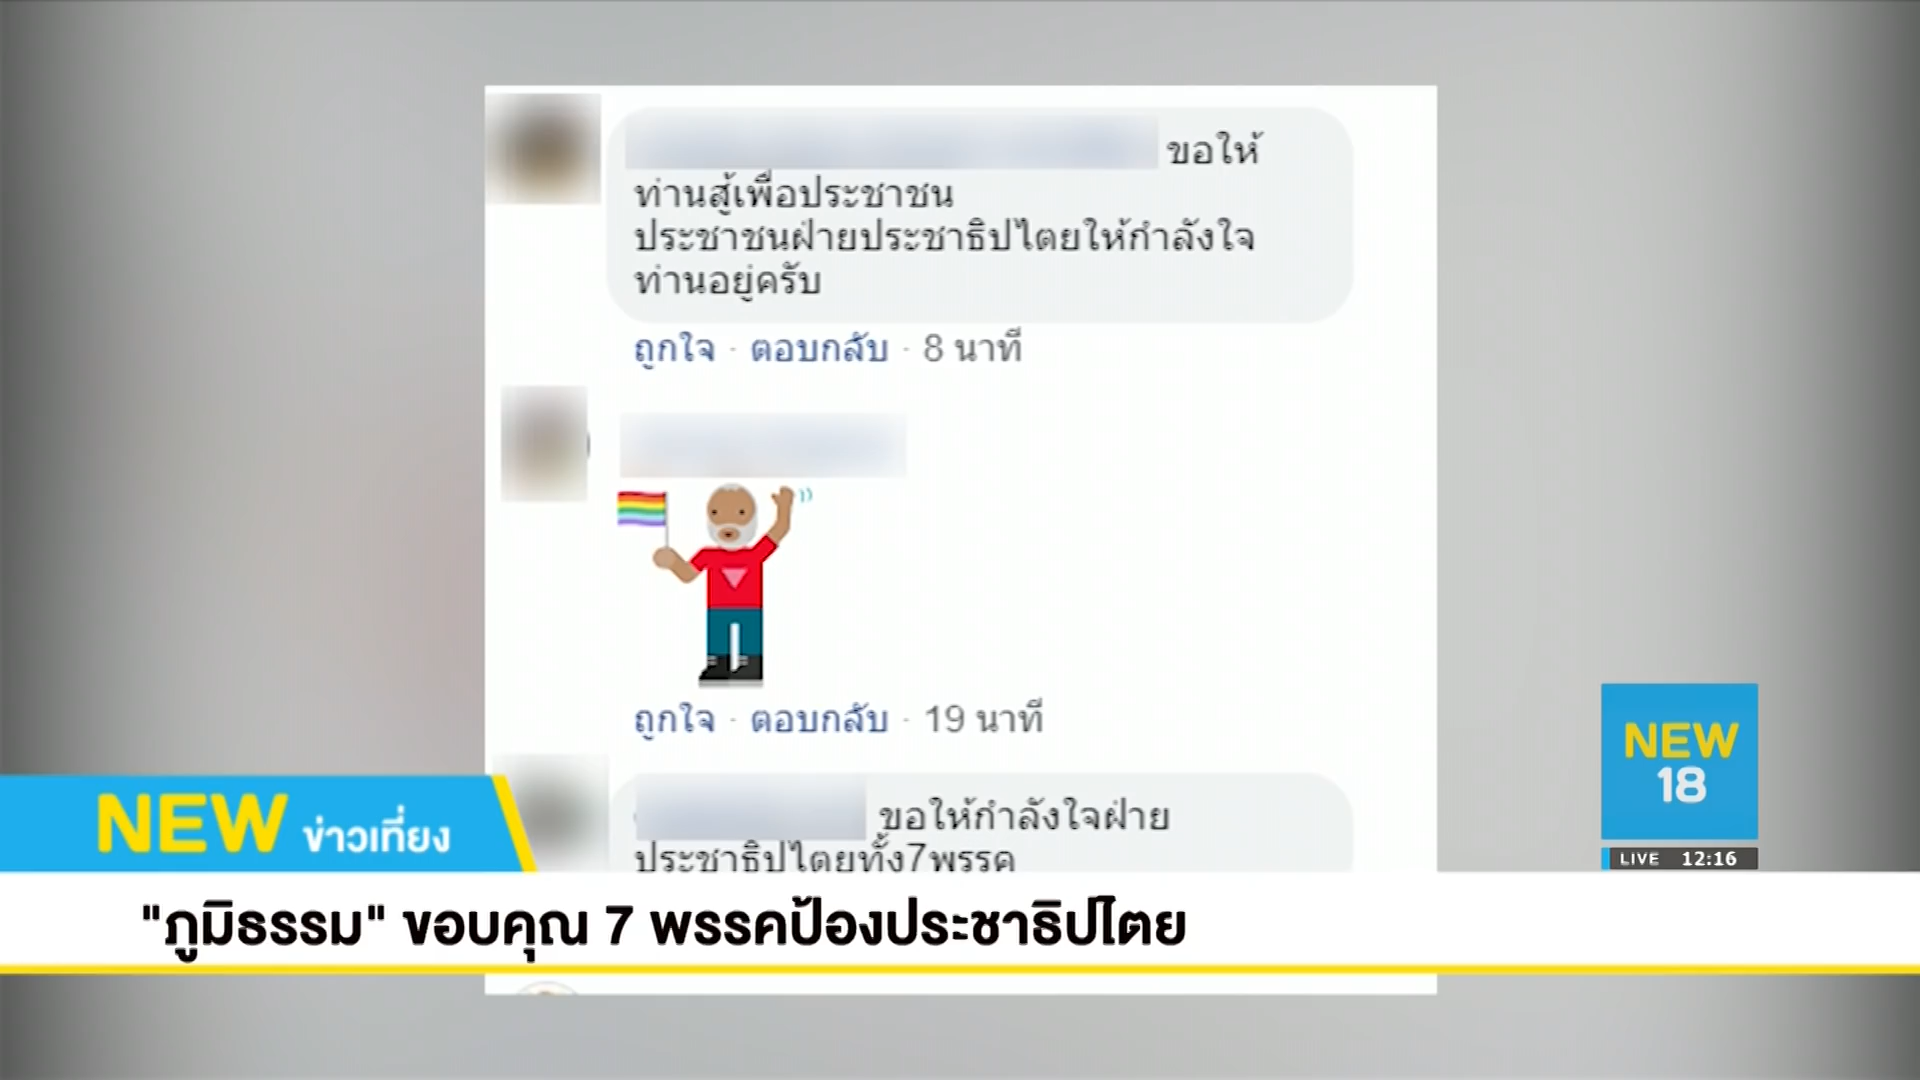 ขอให้
ท่านสู้เพื่อประชาชน
ประชาชนฝ่ายประชาธิปไตยให้กำลังใจ
ท่านอยู่ครับ
ถูกใจ · ตอบกลับ · 8 นาที
ถูกใจ · ตอบกลับ · 19 นาที
ขอให้กำลังใจฝ่าย
ประชาธิปไตยทั้ง7พรรค
NEW
18
LIVE 12:16
NEW ข่าวเที่ยง
"ภูมิธรรม" ขอบคุณ 7 พรรคป้องประชาธิปไตย